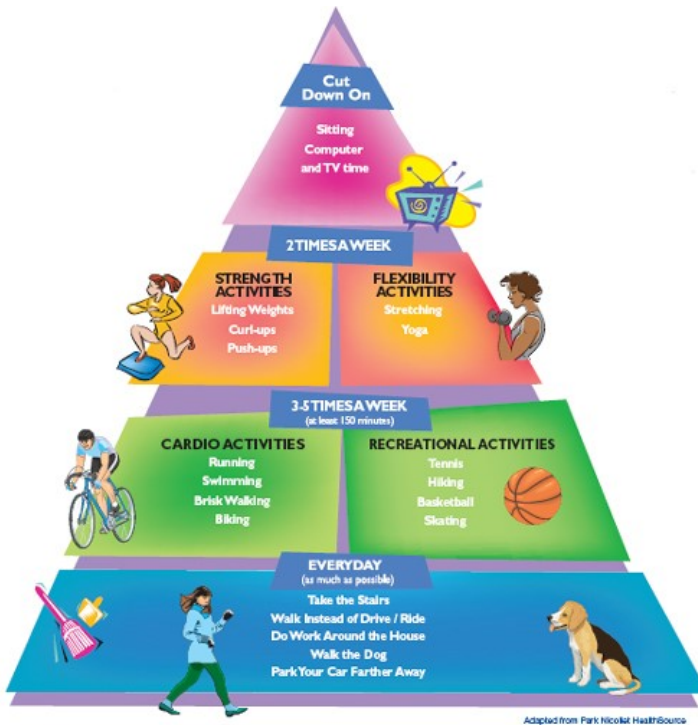 Cut
Down On
Sitting
Computer
and TV time
2 TIMES A WEEK
STRENGTH
ACTIVITIES
Lifting Weights
Curl-ups
Push-ups
FLEXIBILITY
ACTIVITIES
Stretching
Yoga
3-5 TIMES A WEEK
(at least 150 minutes)
CARDIO ACTIVITIES
Running
Swimming
Brisk Walking
Biking
RECREATIONAL ACTIVITIES
Tennis
Hiking
Basketball
Skating
EVERYDAY
(as much as possible)
Take the Stairs
Walk Instead of Drive / Ride
Do Work Around the House
Walk the Dog
Park Your Car Farther Away
Adapted from Park Nicollet HealthSource